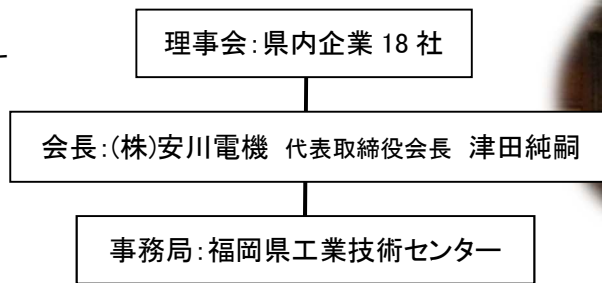 理事会：県内企業 18 社
会長：(株)安川電機 代表取締役会長 津田純嗣
事務局：福岡県工業技術センター